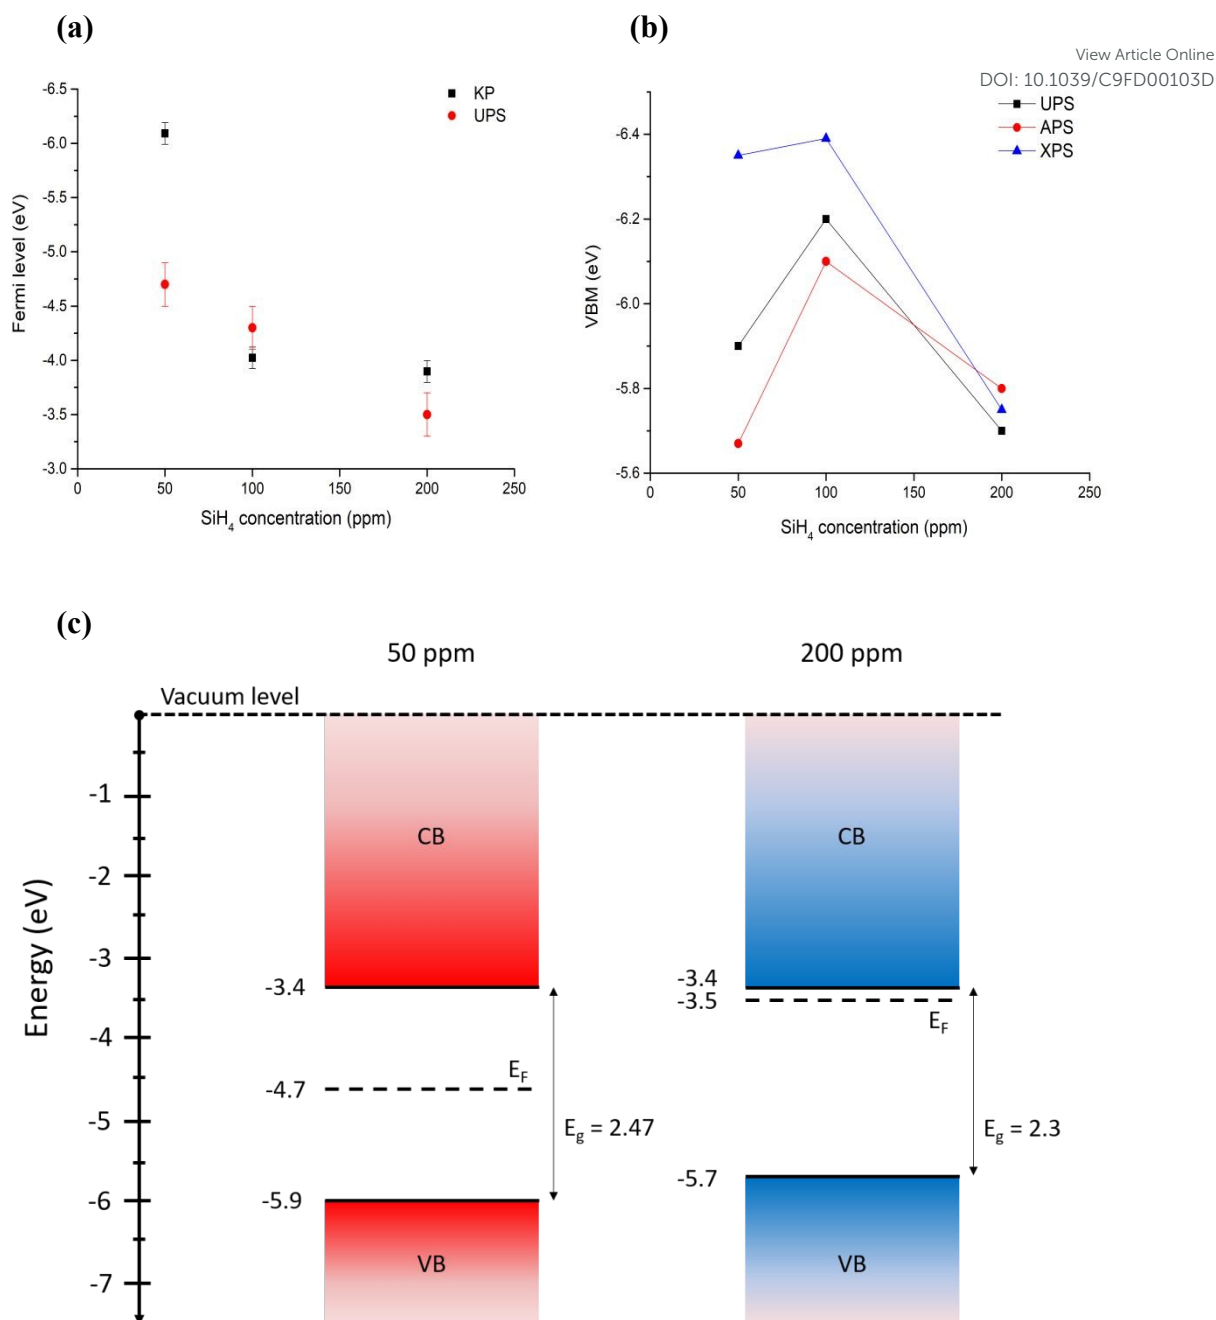 (a)
(b)
View Article Online
DOI: 10.1039/C9FD00103D
-6.5
-6.0
-5.5
-5.0
-4.5
-4.0
-3.5
-3.0
Fermi level (eV)
KP
UPS
0
50
100
150
200
250
SiH4 concentration (ppm)
-6.4
-6.2
-6.0
-5.8
-5.6
VBM (eV)
UPS
APS
XPS
0
50
100
150
200
250
SiH4 concentration (ppm)
(c)
50 ppm
200 ppm
Vacuum level
Energy (eV)
-1
-2
-3
-4
-5
-6
-7
CB
-3.4
EF
-4.7
Eg = 2.47
-5.9
VB
CB
-3.4
-3.5
EF
Eg = 2.3
-5.7
VB